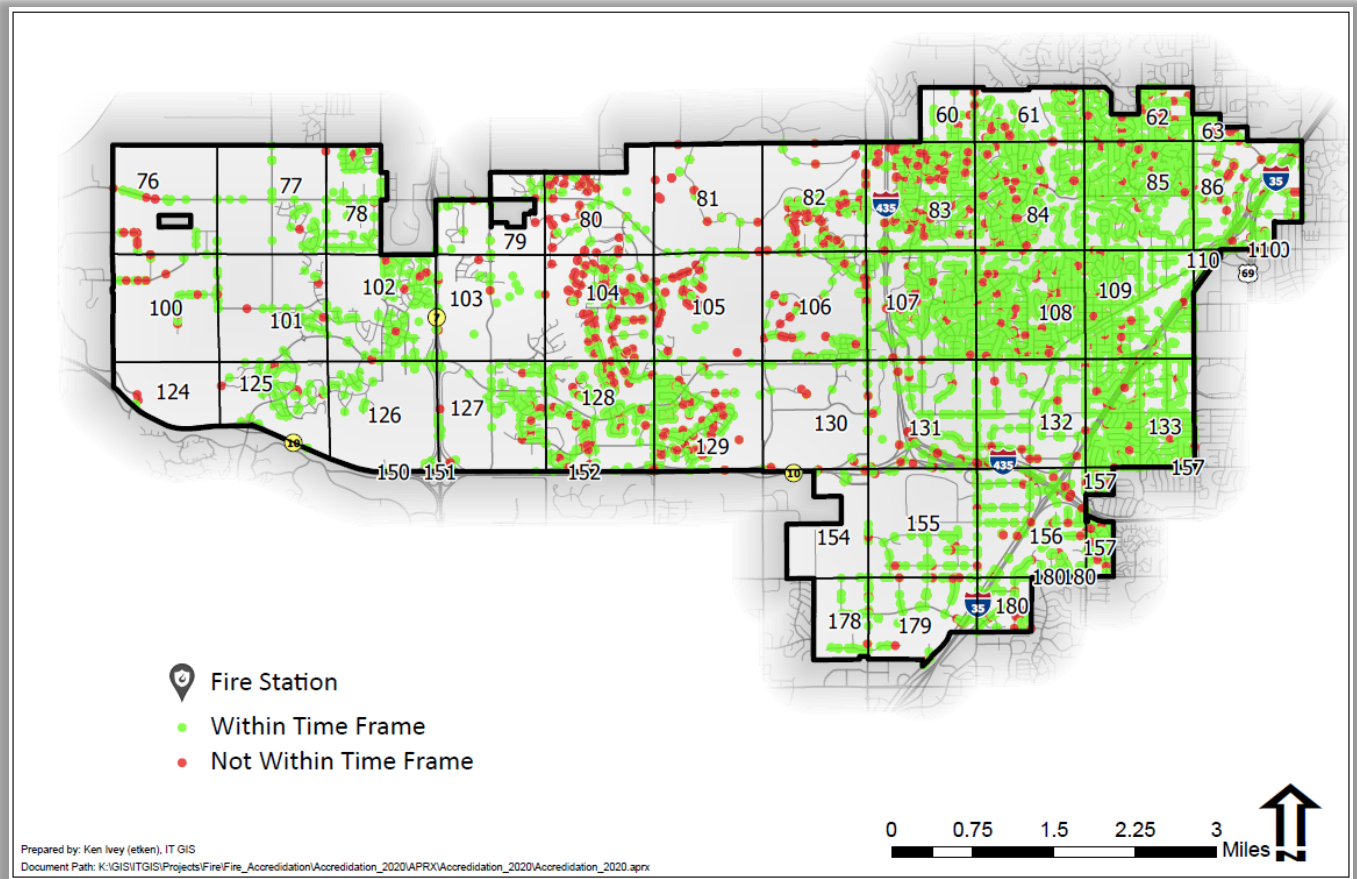 60 61 62 63
76 77 78 79 80 81 82 435 83 84 85 86 35
100 101 102 7 103 104 105 106 107 108 109 110 1100 69
124 125 126 127 128 129 130 131 132 133
10 150 151 152 10 435 157
154 155 156 157 157
178 179 35 180 180 180
Fire Station
Within Time Frame
Not Within Time Frame
0 0.75 1.5 2.25 3
Miles
N
Prepared by: Ken Ivey (etken), IT GIS
Document Path: K:\GIS\ITGIS\Projects\Fire\Fire_Accredidation\Accredidation_2020\APRX\Accredidation_2020\Accredidation_2020.aprx